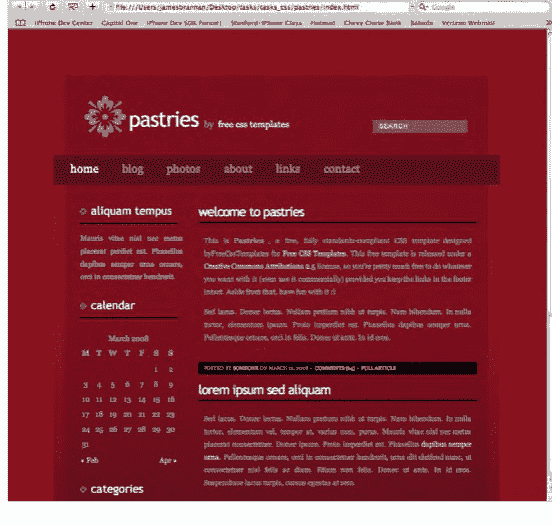 file:///Users/jamesbrannan/Desktop/tasks/tasks_css/pastries/index.html
Google
iPhone Dev Center Capital One iPhone Dev SDK Forum) Stanford iPhone Class Hotmail Chevy Chase Bank Salsode Verizon Webmail
pastries by free css templates
SEARCH
home blog photos about links contact
aliquam tempus
Mauris vitae nisl nec metus
placerat perdiet est. Phasellus
dapibus semper urna ornare,
orci in consectetuer hendrerit.
calendar
March 2008
M T W T F S S
1 2
3 4 5 6 7 8 9
10 11 12 13 14 15 16
17 18 19 20 21 22 23
24 25 26 27 28 29 30
31
« Feb Apr »
categories
welcome to pastries
This is Pastries , a free, fully standards-compliant CSS template designed
byFreeCssTemplates for Free CSS Templates. This free template is released under a
Creative Commons Attributions 2.5 license, so you're pretty much free to do whatever
you want with it (even use it commercially) provided you keep the links in the footer
intact. Aside from that, have fun with it :)
Sed lacus. Donec lectus. Nullam pretium nibh ut turpis. Nam bibendum. In nulla
tortor, elementum ipsum. Proin imperdiet est. Phasellus dapibus semper urna.
Pellentesque ornare, orci in felis. Donec ut ante. In id eros.
POSTED BY SOMEONE ON MARCH 10, 2008 - COMMENTS (64) - FULL ARTICLE
lorem ipsum sed aliquam
Sed lacus. Donec lectus. Nullam pretium nibh ut turpis. Nam bibendum. In nulla
tortor, elementum vel, tempor at, varius non, purus. Mauris vitae nisl nec metus
placerat consectetuer. Donec ipsum. Proin imperdiet est. Phasellus dapibus semper
urna. Pellentesque ornare, orci in consectetuer hendrerit, urna elit eleifend nunc, ut
consectetuer nisl felis ac diam. Etiam non felis. Donec ut ante. In id eros.
Suspendisse lacus turpis, cursus egestas at sem.